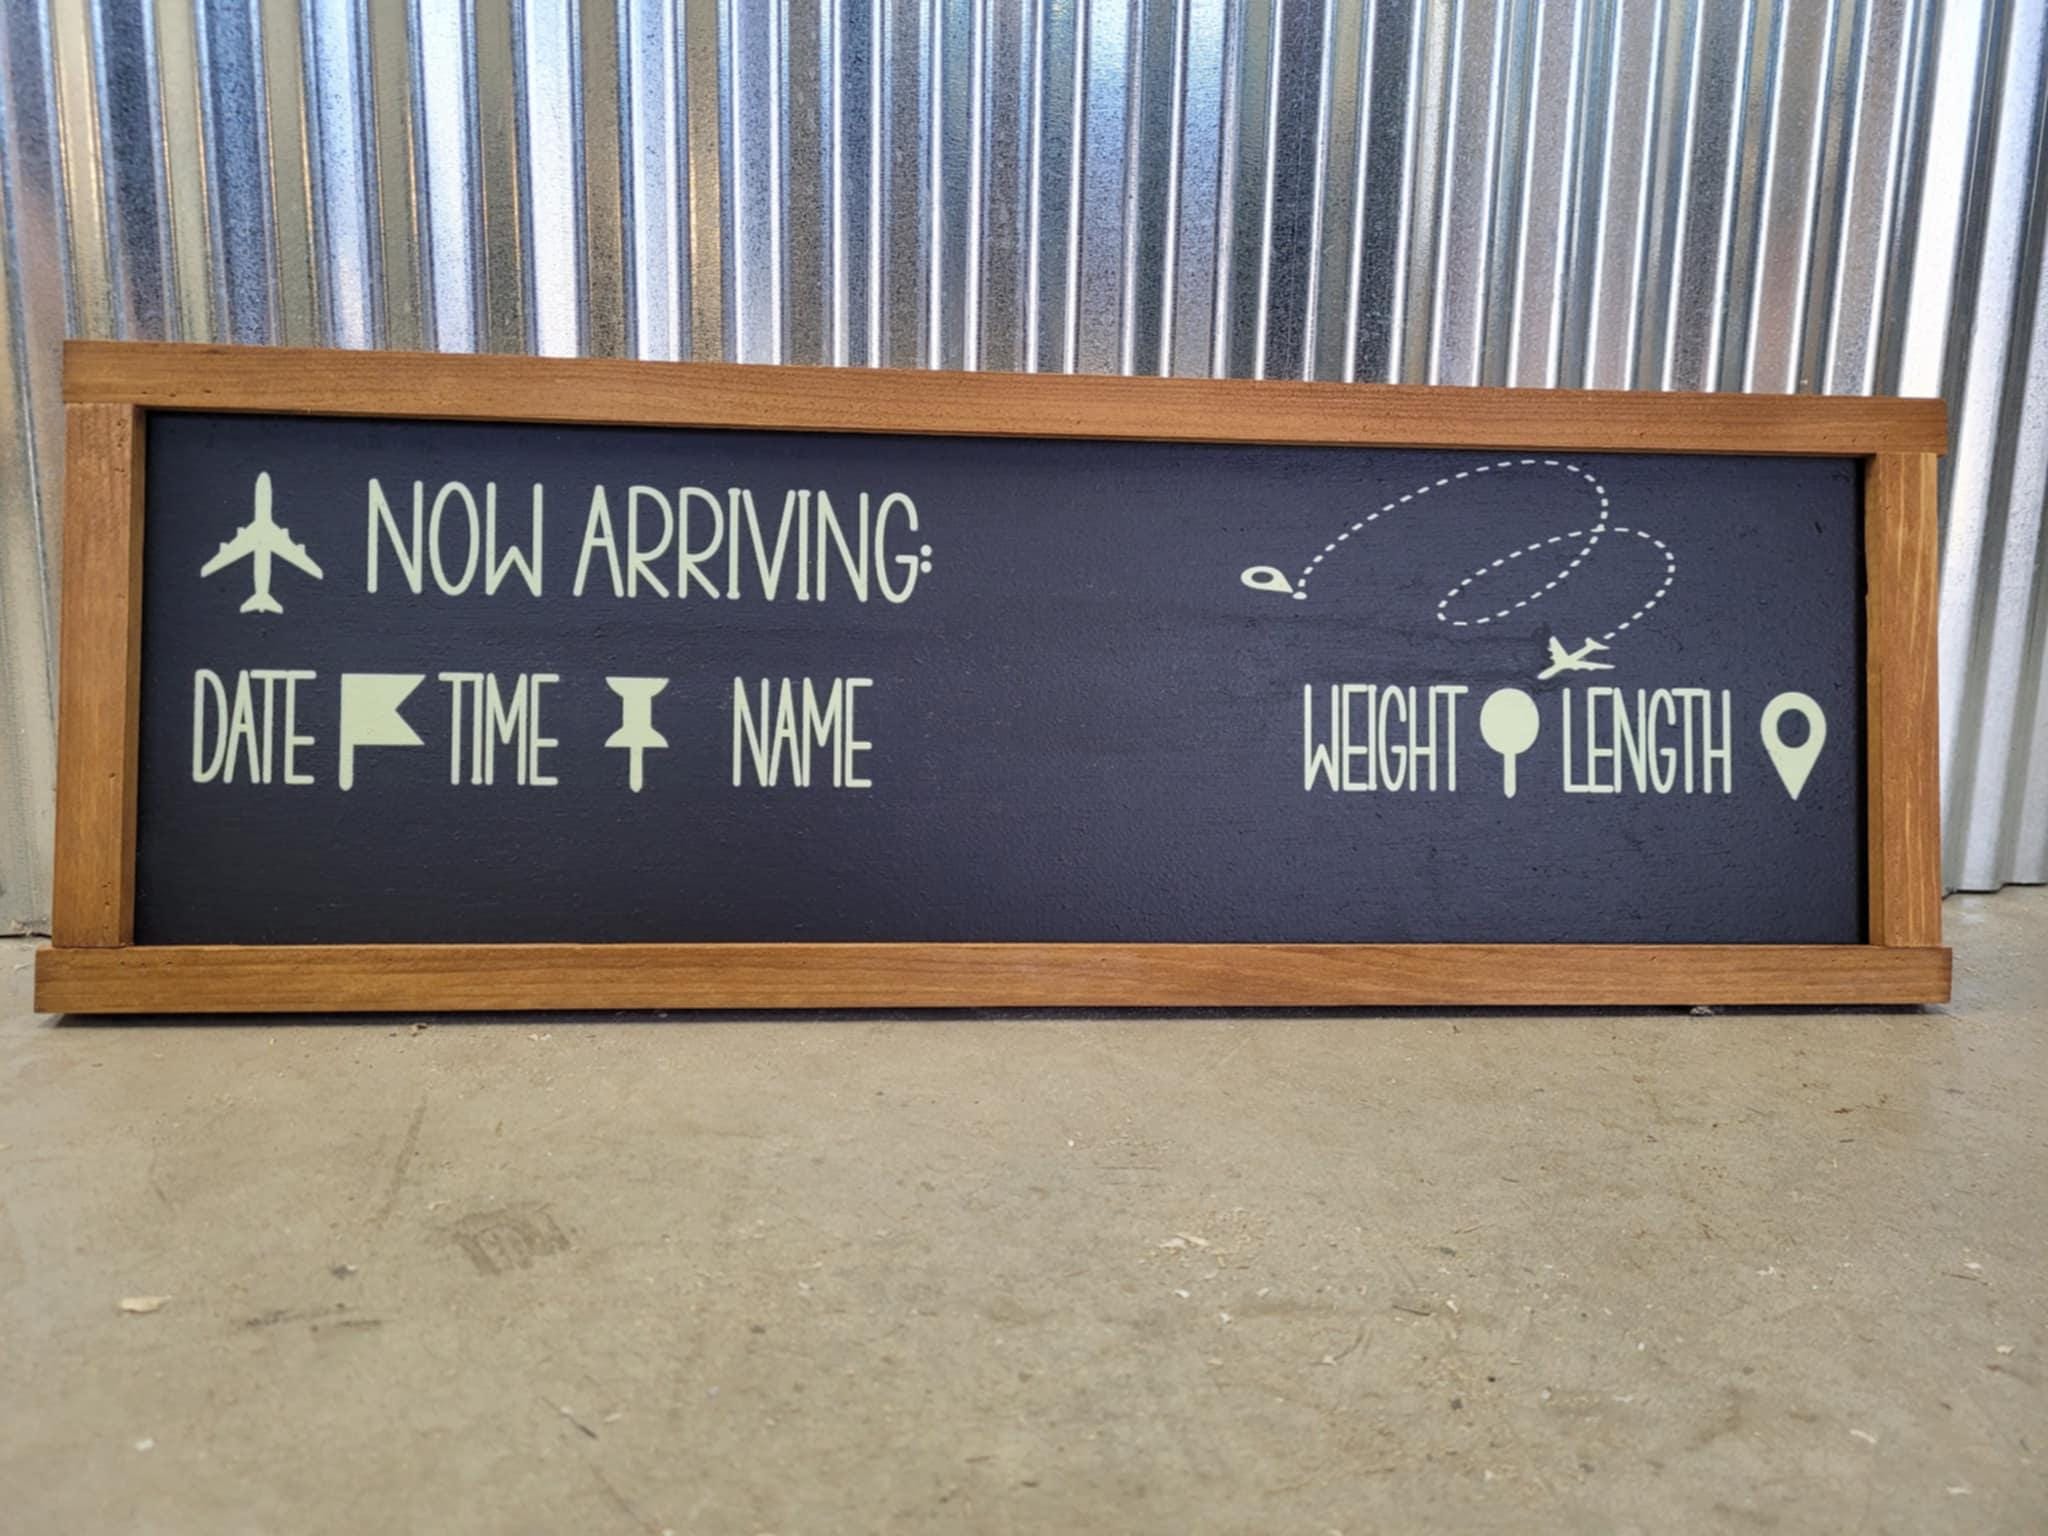 NOW ARRIVING:
DATE TIME NAME WEIGHT LENGTH